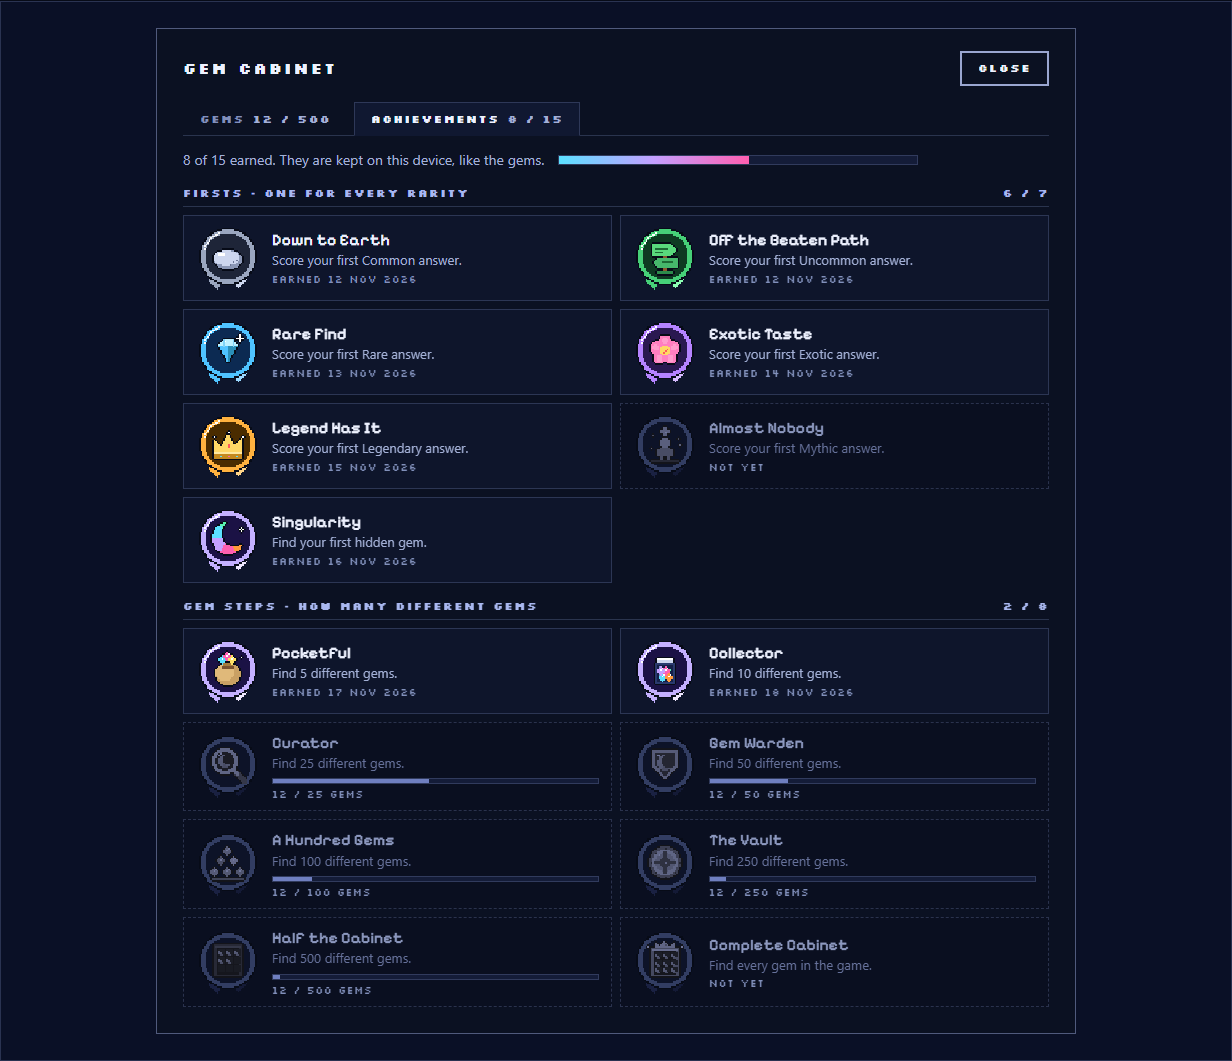 GEM CABINET
CLOSE
GEMS 12 / 500
ACHIEVEMENTS 8 / 15
8 of 15 earned. They are kept on this device, like the gems.
FIRSTS · ONE FOR EVERY RARITY
6 / 7
Down to Earth
Score your first Common answer.
EARNED 12 NOV 2026
Off the Beaten Path
Score your first Uncommon answer.
EARNED 12 NOV 2026
Rare Find
Score your first Rare answer.
EARNED 13 NOV 2026
Exotic Taste
Score your first Exotic answer.
EARNED 14 NOV 2026
Legend Has It
Score your first Legendary answer.
EARNED 15 NOV 2026
Almost Nobody
Score your first Mythic answer.
NOT YET
Singularity
Find your first hidden gem.
EARNED 16 NOV 2026
GEM STEPS · HOW MANY DIFFERENT GEMS
2 / 8
Pocketful
Find 5 different gems.
EARNED 17 NOV 2026
Collector
Find 10 different gems.
EARNED 18 NOV 2026
Curator
Find 25 different gems.
12 / 25 GEMS
Gem Warden
Find 50 different gems.
12 / 50 GEMS
A Hundred Gems
Find 100 different gems.
12 / 100 GEMS
The Vault
Find 250 different gems.
12 / 250 GEMS
Half the Cabinet
Find 500 different gems.
12 / 500 GEMS
Complete Cabinet
Find every gem in the game.
NOT YET